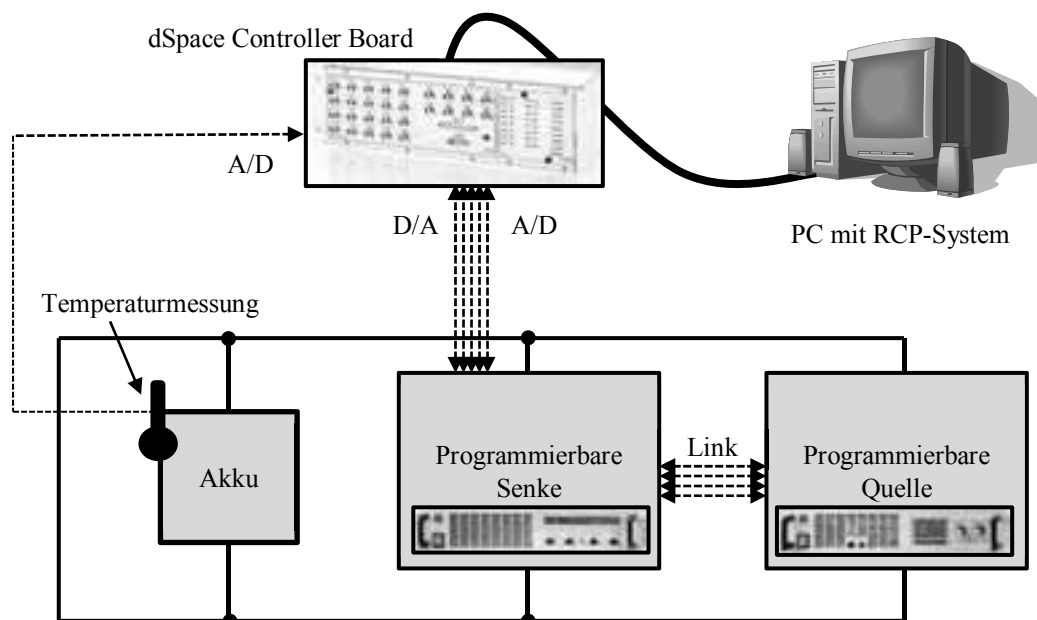 dSpace Controller Board
A/D
D/A
A/D
PC mit RCP-System
Temperaturmessung
Akku
Programmierbare
Senke
Link
Programmierbare
Quelle